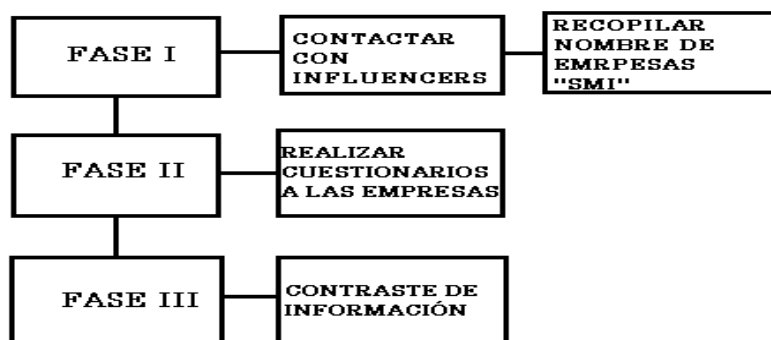 FASE I
CONTACTAR
CON
INFLUENCERS
RECOPILAR
NOMBRE DE
EMRPESAS
"SMI"
FASE II
REALIZAR
CUESTIONARIOS
A LAS EMPRESAS
FASE III
CONTRASTE DE
INFORMACIÓN